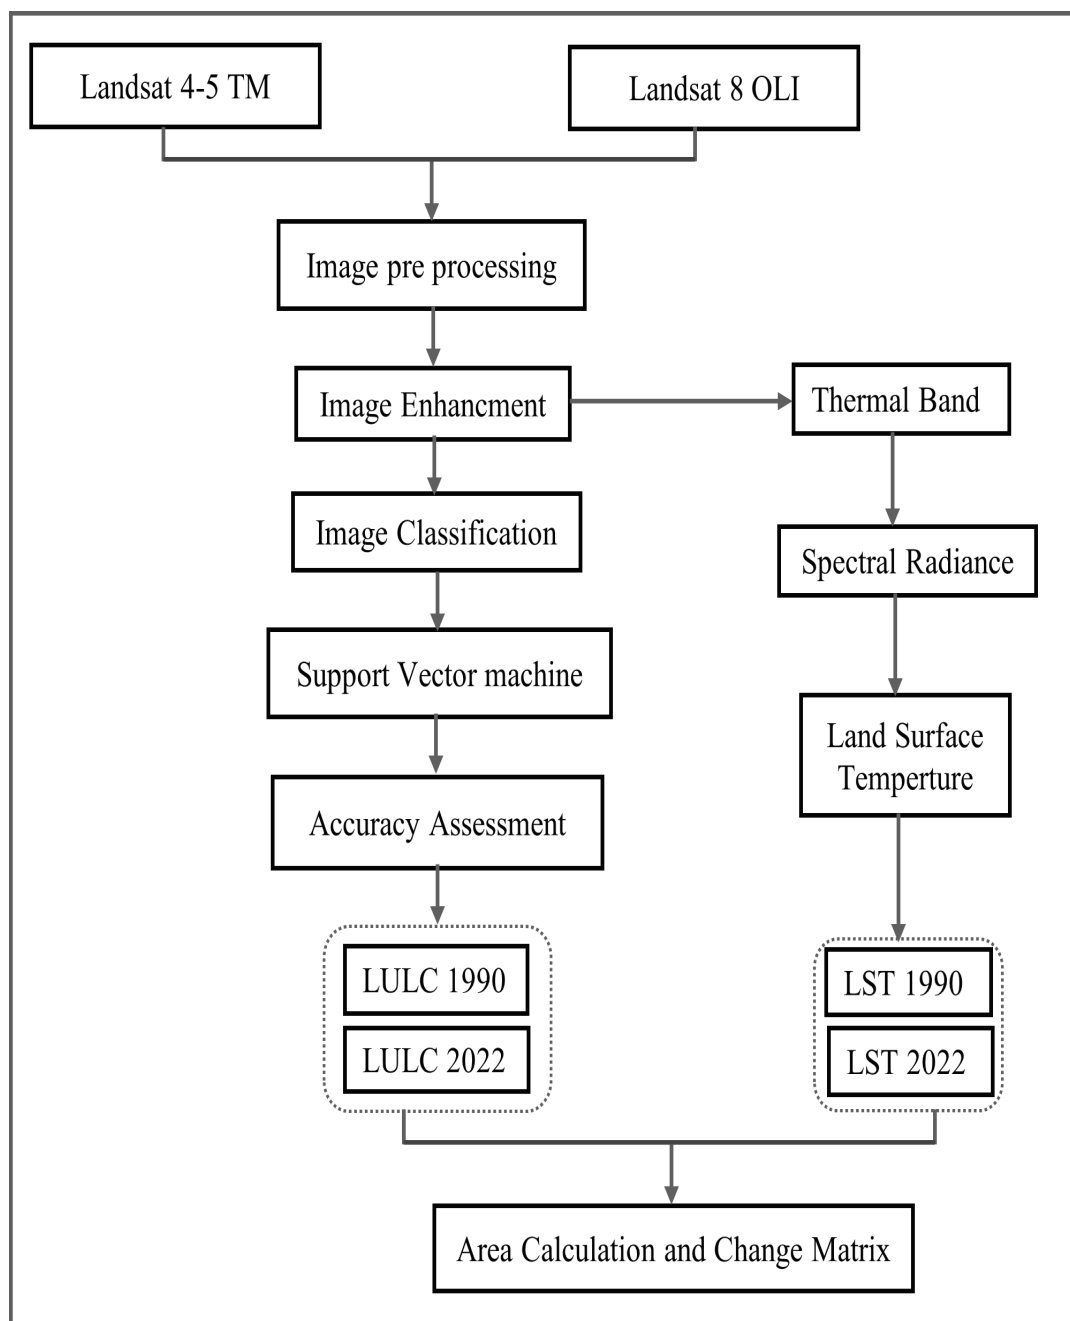 Landsat 4-5 TM
Landsat 8 OLI
Image pre processing
Image Enhancment
Thermal Band
Image Classification
Spectral Radiance
Support Vector machine
Land Surface
Temperture
Accuracy Assessment
LULC 1990
LST 1990
LULC 2022
LST 2022
Area Calculation and Change Matrix